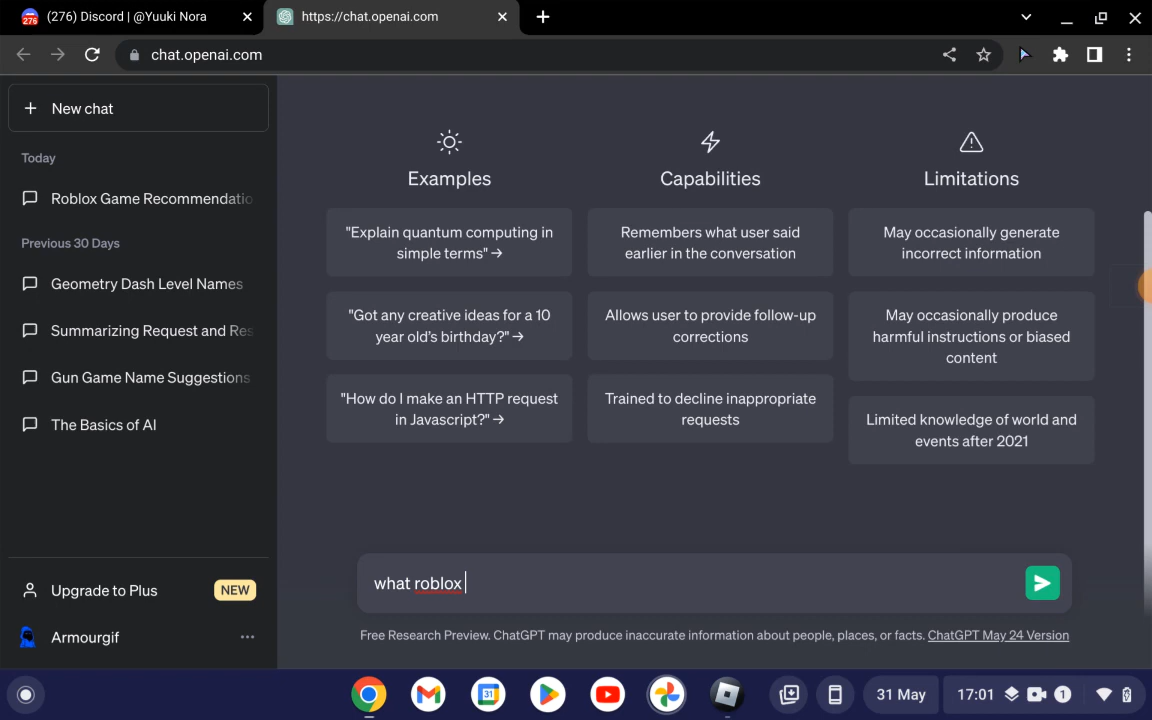 276
(276) Discord | @Yuuki Nora
https://chat.openai.com
chat.openai.com
New chat
Today
Roblox Game Recommendatio
Previous 30 Days
Geometry Dash Level Names
Summarizing Request and Res
Gun Game Name Suggestions
The Basics of AI
Upgrade to Plus
NEW
Armourgif
Examples
"Explain quantum computing in
simple terms" →
"Got any creative ideas for a 10
year old's birthday?" →
"How do I make an HTTP request
in Javascript?" →
Capabilities
Remembers what user said
earlier in the conversation
Allows user to provide follow-up
corrections
Trained to decline inappropriate
requests
Limitations
May occasionally generate
incorrect information
May occasionally produce
harmful instructions or biased
content
Limited knowledge of world and
events after 2021
what roblox
Free Research Preview. ChatGPT may produce inaccurate information about people, places, or facts. ChatGPT May 24 Version
31
31 May
17:01
1